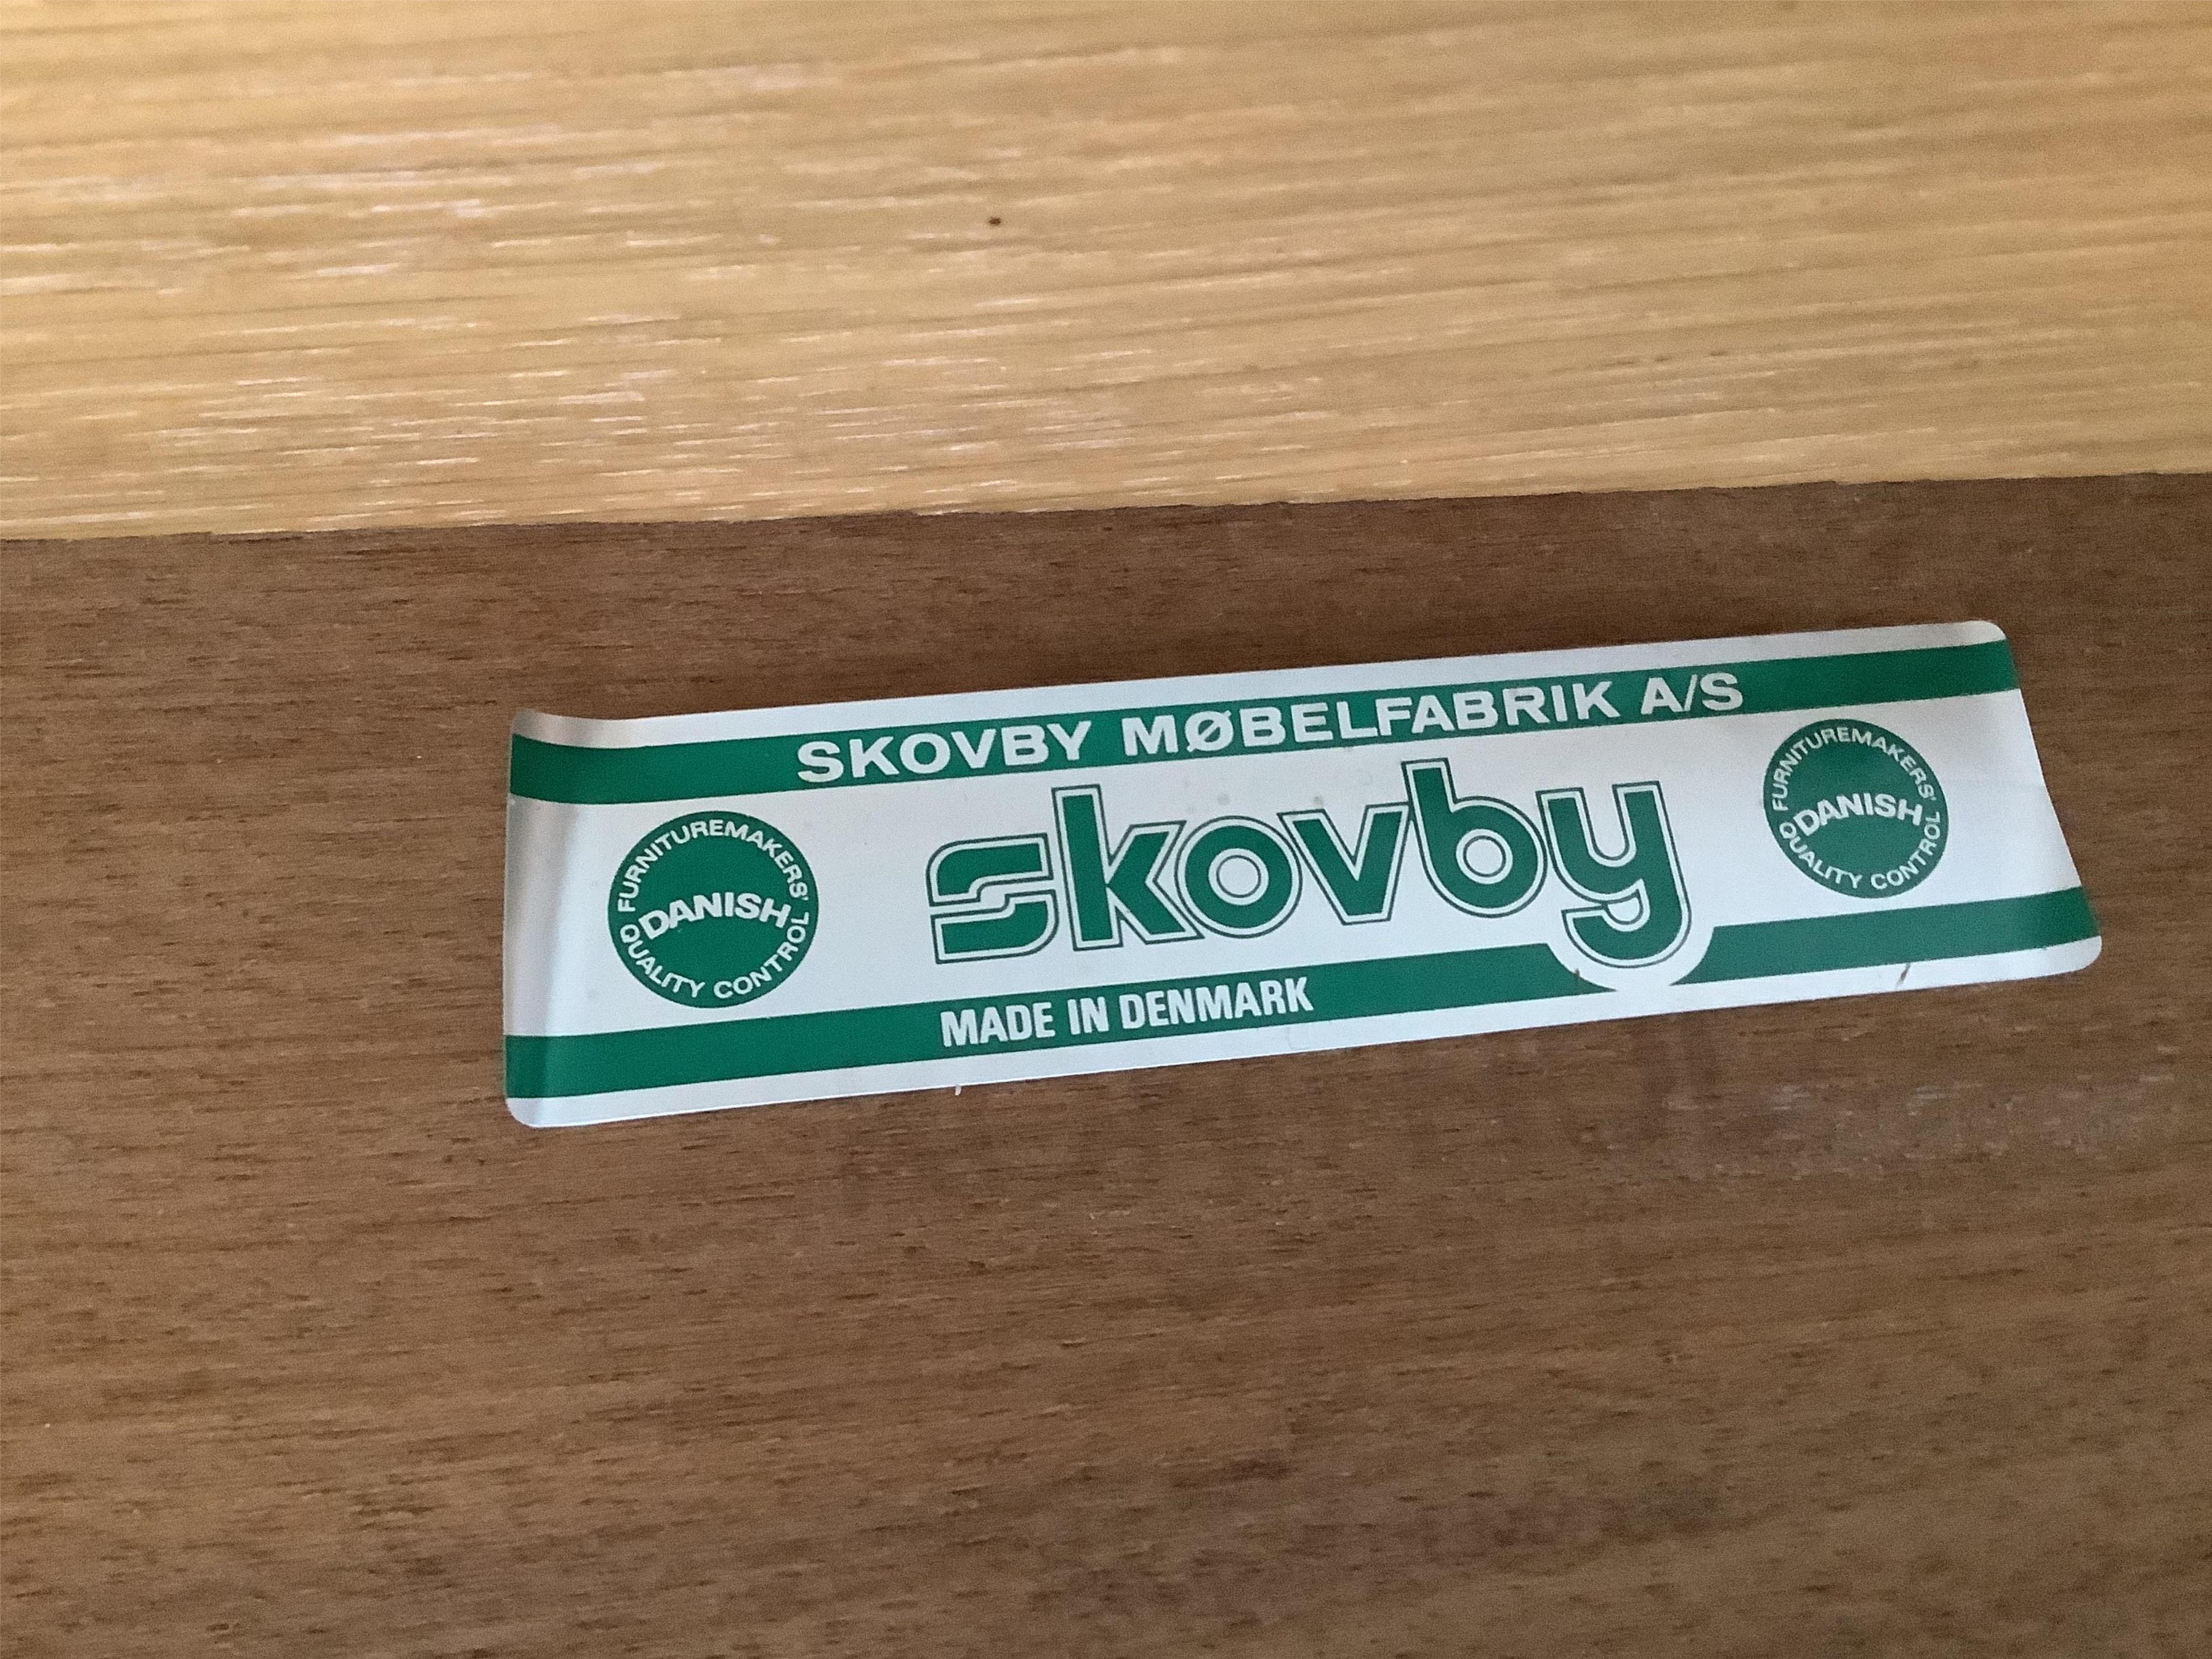 SKOVBY MØBELFABRIK A/S
FURNITUREMAKERS'
DANISH
QUALITY CONTROL
skovby
FURNITUREMAKERS'
DANISH
QUALITY CONTROL
MADE IN DENMARK